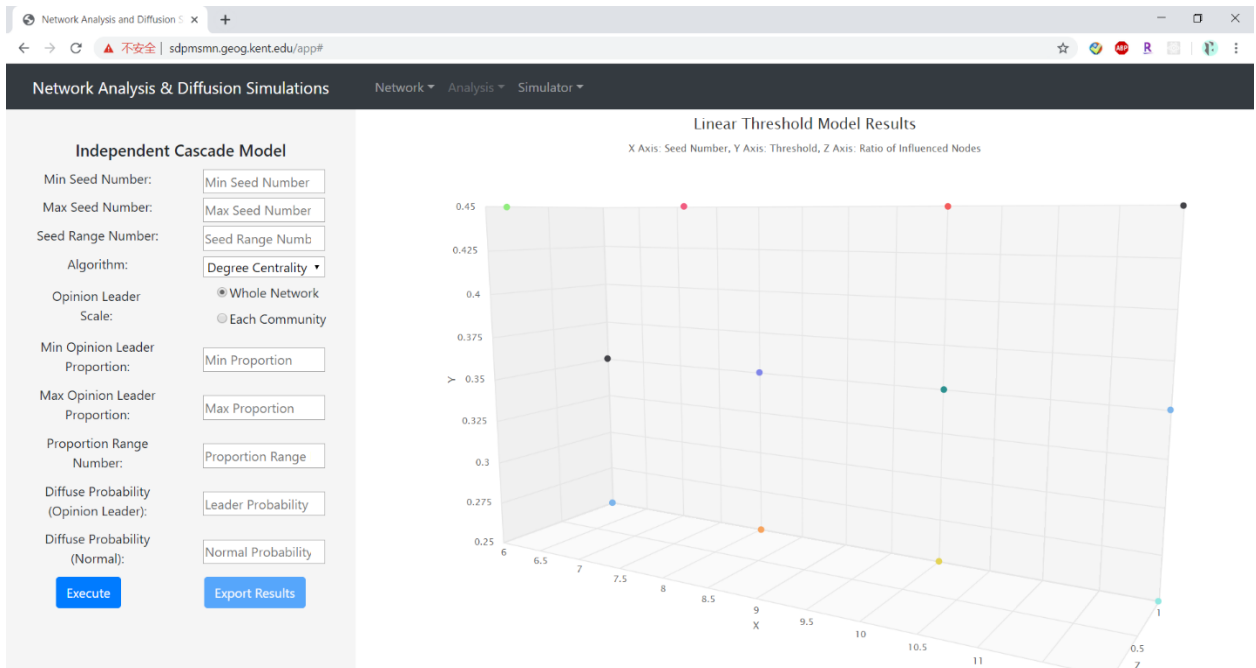 Network Analysis and Diffusion S
不安全 | sdpmsmn.geog.kent.edu/app#
ABP
R
Network Analysis & Diffusion Simulations
Network
Analysis
Simulator
Independent Cascade Model
Min Seed Number:
Min Seed Number
Max Seed Number:
Max Seed Number
Seed Range Number:
Seed Range Numb
Algorithm:
Degree Centrality
Opinion Leader
Scale:
Whole Network
Each Community
Min Opinion Leader
Proportion:
Min Proportion
Max Opinion Leader
Proportion:
Max Proportion
Proportion Range
Number:
Proportion Range
Diffuse Probability
(Opinion Leader):
Leader Probability
Diffuse Probability
(Normal):
Normal Probability
Execute
Export Results
Linear Threshold Model Results
X Axis: Seed Number, Y Axis: Threshold, Z Axis: Ratio of Influenced Nodes
0.45
0.425
0.4
0.375
Y
0.35
0.325
0.3
0.275
0.25
6
6.5
7
7.5
8
8.5
9
X
9.5
10
10.5
11
1
0.5
Z